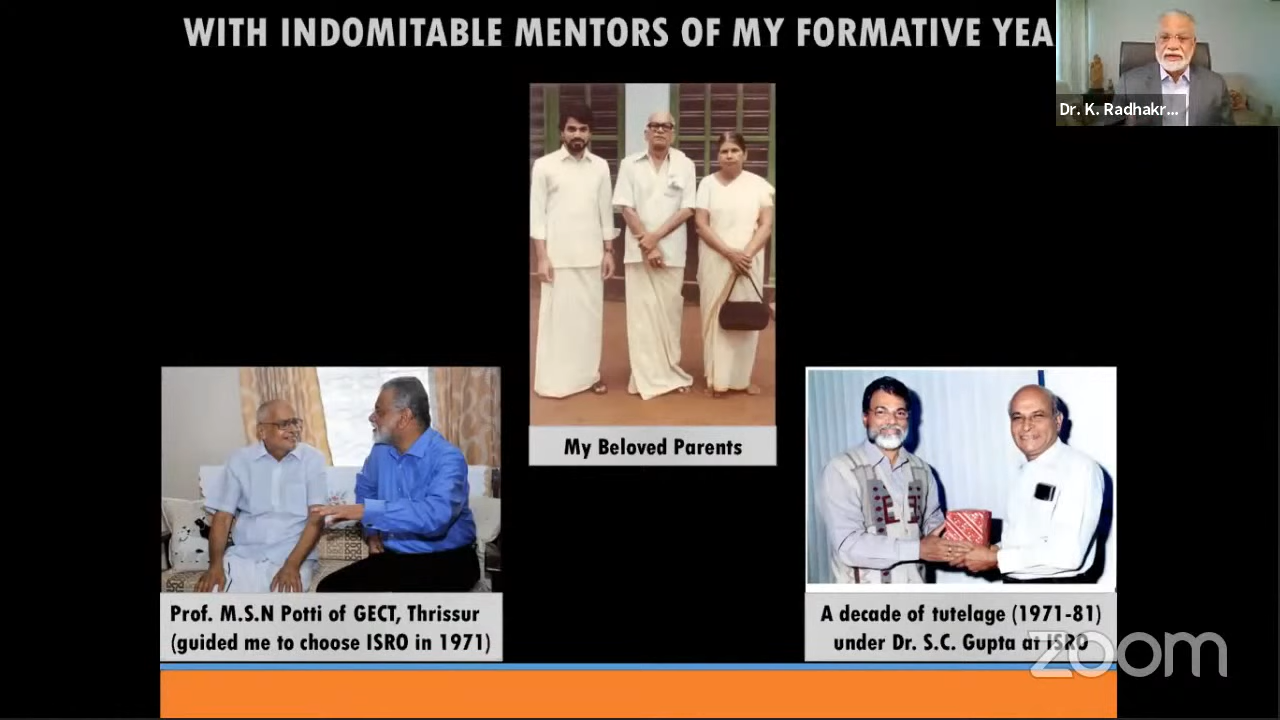 WITH INDOMITABLE MENTORS OF MY FORMATIVE YEA
Dr. K. Radhakr...
My Beloved Parents
Prof. M.S.N Potti of GECT, Thrissur
(guided me to choose ISRO in 1971)
A decade of tutelage (1971-81)
under Dr. S.C. Gupta at ISRO
zoom